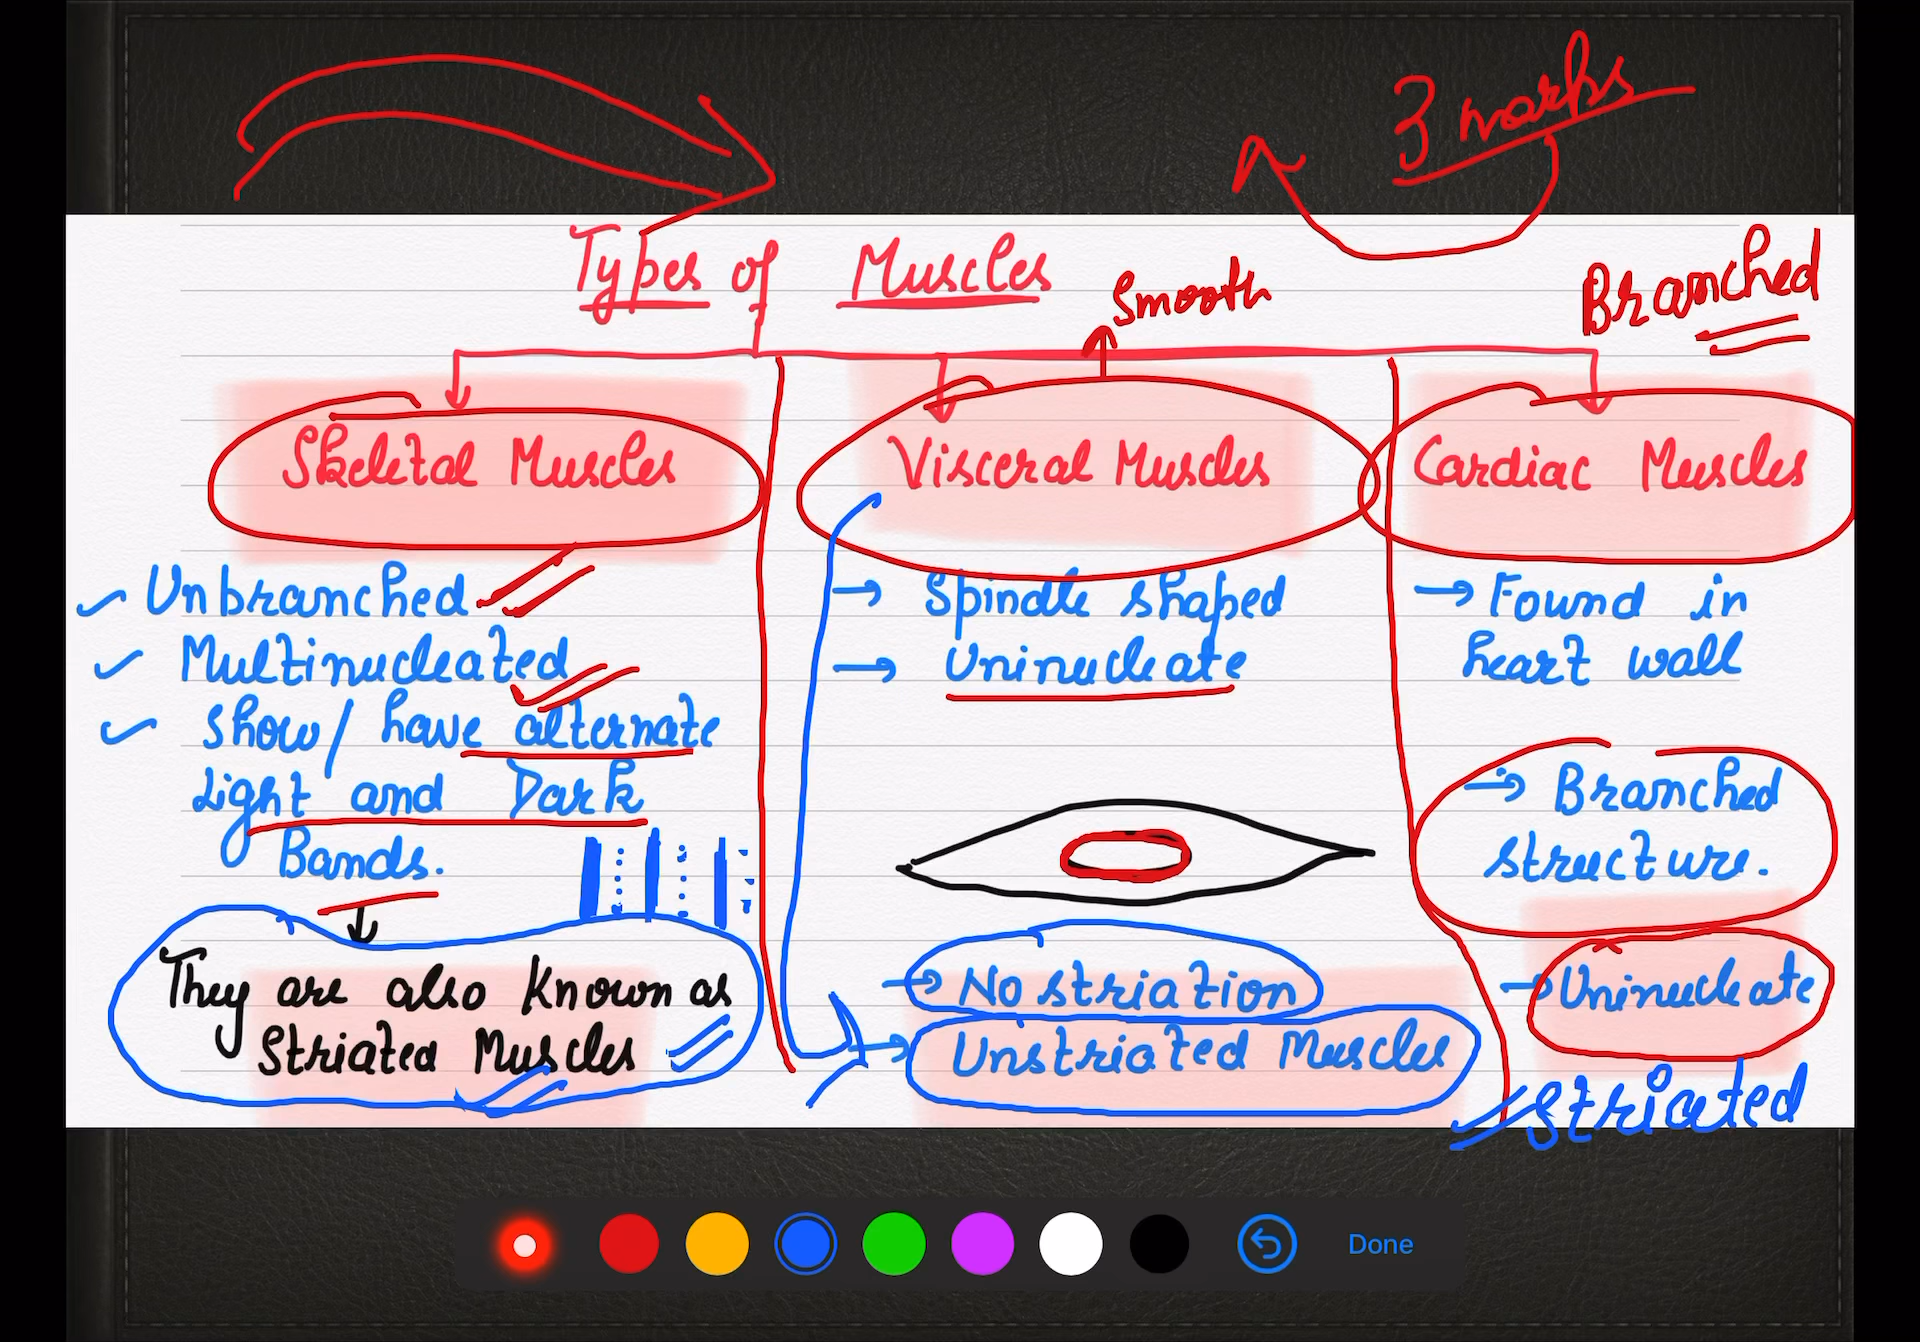 3 marks
Types of Muscles
Smooth
Branched
Skeletal Muscles
Unbranched
Multinucleated
Show/ have alternate
Light and Dark
Bands.
They are also known as
Striated Muscles
Visceral Muscles
→ Spindle shaped
→ Uninucleate
→ No striation
→ Unstriated Muscles
Cardiac Muscles
→ Found in
heart wall
→ Branched
structure.
→ Uninucleate
Striated
Done